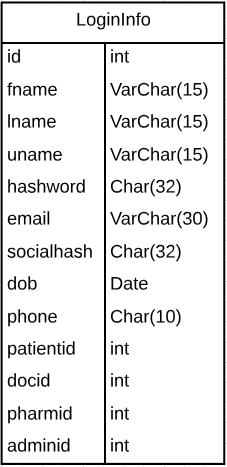 LoginInfo
id int
fname VarChar(15)
lname VarChar(15)
uname VarChar(15)
hashword Char(32)
email VarChar(30)
socialhash Char(32)
dob Date
phone Char(10)
patientid int
docid int
pharmid int
adminid int